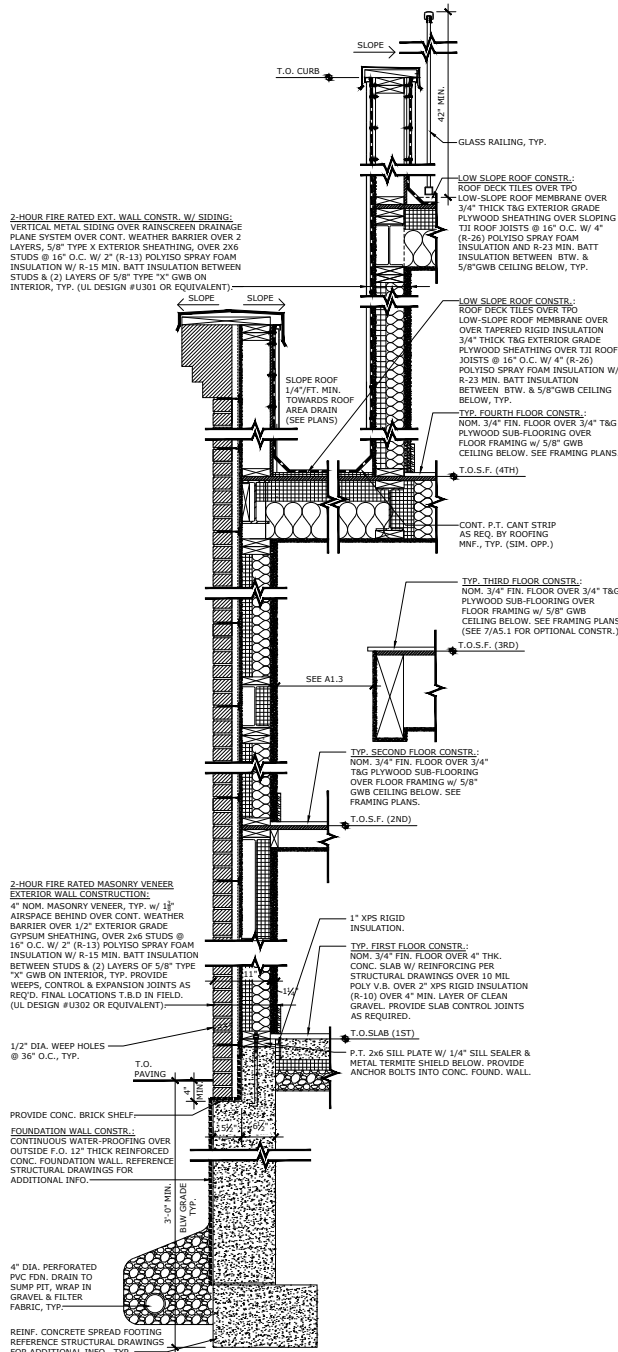 SLOPE
T.O. CURB
42" MIN.
GLASS RAILING, TYP.
LOW SLOPE ROOF CONSTR.:
ROOF DECK TILES OVER TPO
LOW-SLOPE ROOF MEMBRANE OVER
3/4" THICK T&G EXTERIOR GRADE
PLYWOOD SHEATHING OVER SLOPING
TJI ROOF JOISTS @ 16" O.C. W/ 4"
(R-26) POLYISO SPRAY FOAM
INSULATION AND R-23 MIN. BATT
INSULATION BETWEEN BTW. &
5/8"GWB CEILING BELOW, TYP.
2-HOUR FIRE RATED EXT. WALL CONSTR. W/ SIDING:
VERTICAL METAL SIDING OVER RAINSCREEN DRAINAGE
PLANE SYSTEM OVER CONT. WEATHER BARRIER OVER 2
LAYERS, 5/8" TYPE X EXTERIOR SHEATHING, OVER 2X6
STUDS @ 16" O.C. W/ 2" (R-13) POLYISO SPRAY FOAM
INSULATION W/ R-15 MIN. BATT INSULATION BETWEEN
STUDS & (2) LAYERS OF 5/8" TYPE "X" GWB ON
INTERIOR, TYP. (UL DESIGN #U301 OR EQUIVALENT).
SLOPE SLOPE
LOW SLOPE ROOF CONSTR.:
ROOF DECK TILES OVER TPO
LOW-SLOPE ROOF MEMBRANE OVER
OVER TAPERED RIGID INSULATION
3/4" THICK T&G EXTERIOR GRADE
PLYWOOD SHEATHING OVER TJI ROOF
JOISTS @ 16" O.C. W/ 4" (R-26)
POLYISO SPRAY FOAM INSULATION W/
R-23 MIN. BATT INSULATION
BETWEEN BTW. & 5/8"GWB CEILING
BELOW, TYP.
SLOPE ROOF
1/4"/FT. MIN.
TOWARDS ROOF
AREA DRAIN
(SEE PLANS)
TYP. FOURTH FLOOR CONSTR.:
NOM. 3/4" FIN. FLOOR OVER 3/4" T&G
PLYWOOD SUB-FLOORING OVER
FLOOR FRAMING w/ 5/8" GWB
CEILING BELOW. SEE FRAMING PLANS.
T.O.S.F. (4TH)
CONT. P.T. CANT STRIP
AS REQ. BY ROOFING
MNF., TYP. (SIM. OPP.)
TYP. THIRD FLOOR CONSTR.:
NOM. 3/4" FIN. FLOOR OVER 3/4" T&G
PLYWOOD SUB-FLOORING OVER
FLOOR FRAMING w/ 5/8" GWB
CEILING BELOW. SEE FRAMING PLANS.
(SEE 7/A5.1 FOR OPTIONAL CONSTR.)
T.O.S.F. (3RD)
SEE A1.3
TYP. SECOND FLOOR CONSTR.:
NOM. 3/4" FIN. FLOOR OVER 3/4"
T&G PLYWOOD SUB-FLOORING
OVER FLOOR FRAMING w/ 5/8"
GWB CEILING BELOW. SEE
FRAMING PLANS.
T.O.S.F. (2ND)
2-HOUR FIRE RATED MASONRY VENEER
EXTERIOR WALL CONSTRUCTION:
4" NOM. MASONRY VENEER, TYP. w/
AIRSPACE BEHIND OVER CONT. WEATHER
BARRIER OVER 1/2" EXTERIOR GRADE
GYPSUM SHEATHING, OVER 2x6 STUDS @
16" O.C. W/ 2" (R-13) POLYISO SPRAY FOAM
INSULATION W/ R-15 MIN. BATT INSULATION
BETWEEN STUDS & (2) LAYERS OF 5/8" TYPE
"X" GWB ON INTERIOR, TYP. PROVIDE
WEEPS, CONTROL & EXPANSION JOINTS AS
REQ'D. FINAL LOCATIONS T.B.D IN FIELD.
(UL DESIGN #U302 OR EQUIVALENT).
11"
1¼"
1" XPS RIGID
INSULATION.
TYP. FIRST FLOOR CONSTR.:
NOM. 3/4" FIN. FLOOR OVER 4" THK.
CONC. SLAB W/ REINFORCING PER
STRUCTURAL DRAWINGS OVER 10 MIL
POLY V.B. OVER 2" XPS RIGID INSULATION
(R-10) OVER 4" MIN. LAYER OF CLEAN
GRAVEL. PROVIDE SLAB CONTROL JOINTS
AS REQUIRED.
T.O.SLAB (1ST)
P.T. 2x6 SILL PLATE W/ 1/4" SILL SEALER &
METAL TERMITE SHIELD BELOW. PROVIDE
ANCHOR BOLTS INTO CONC. FOUND. WALL.
1/2" DIA. WEEP HOLES
@ 36" O.C., TYP.
T.O.
PAVING
4"
MIN
PROVIDE CONC. BRICK SHELF.
5½" 6½"
FOUNDATION WALL CONSTR.:
CONTINUOUS WATER-PROOFING OVER
OUTSIDE F.O. 12" THICK REINFORCED
CONC. FOUNDATION WALL. REFERENCE
STRUCTURAL DRAWINGS FOR
ADDITIONAL INFO.
3'-0" MIN.
BLW GRADE
TYP.
4" DIA. PERFORATED
PVC FDN. DRAIN TO
SUMP PIT, WRAP IN
GRAVEL & FILTER
FABRIC, TYP.
REINF. CONCRETE SPREAD FOOTING
REFERENCE STRUCTURAL DRAWINGS
FOR ADDITIONAL INFO., TYP.